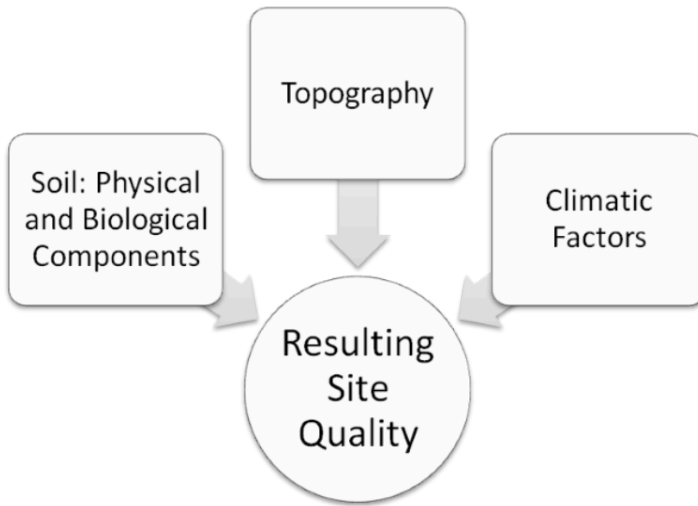 Topography
Soil: Physical
and Biological
Components
Climatic
Factors
Resulting
Site
Quality